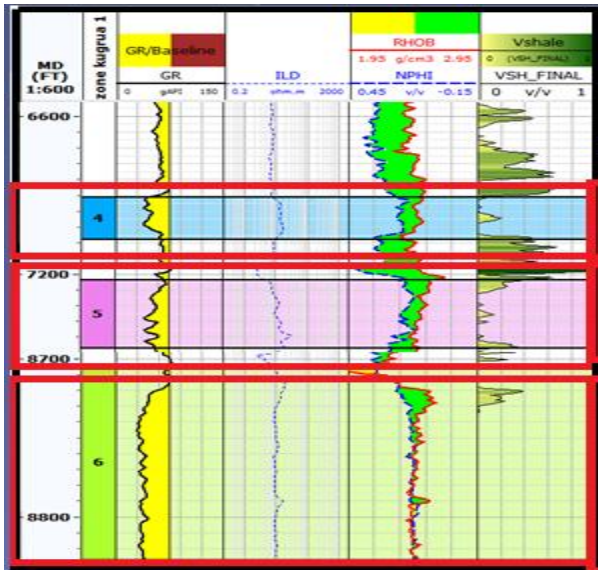 MD
(FT)
1:600
zone kugrua 1
GR/Baseline
GR
0 gAPI 150
ILD
0.2 ohm.m 2000
RHOB
1.95 g/cm3 2.95
NPHI
0.45 v/v -0.15
Vshale
0 (VSH_FINAL)
VSH_FINAL
0 v/v 1
6600
4
7200
5
8700
6
8800